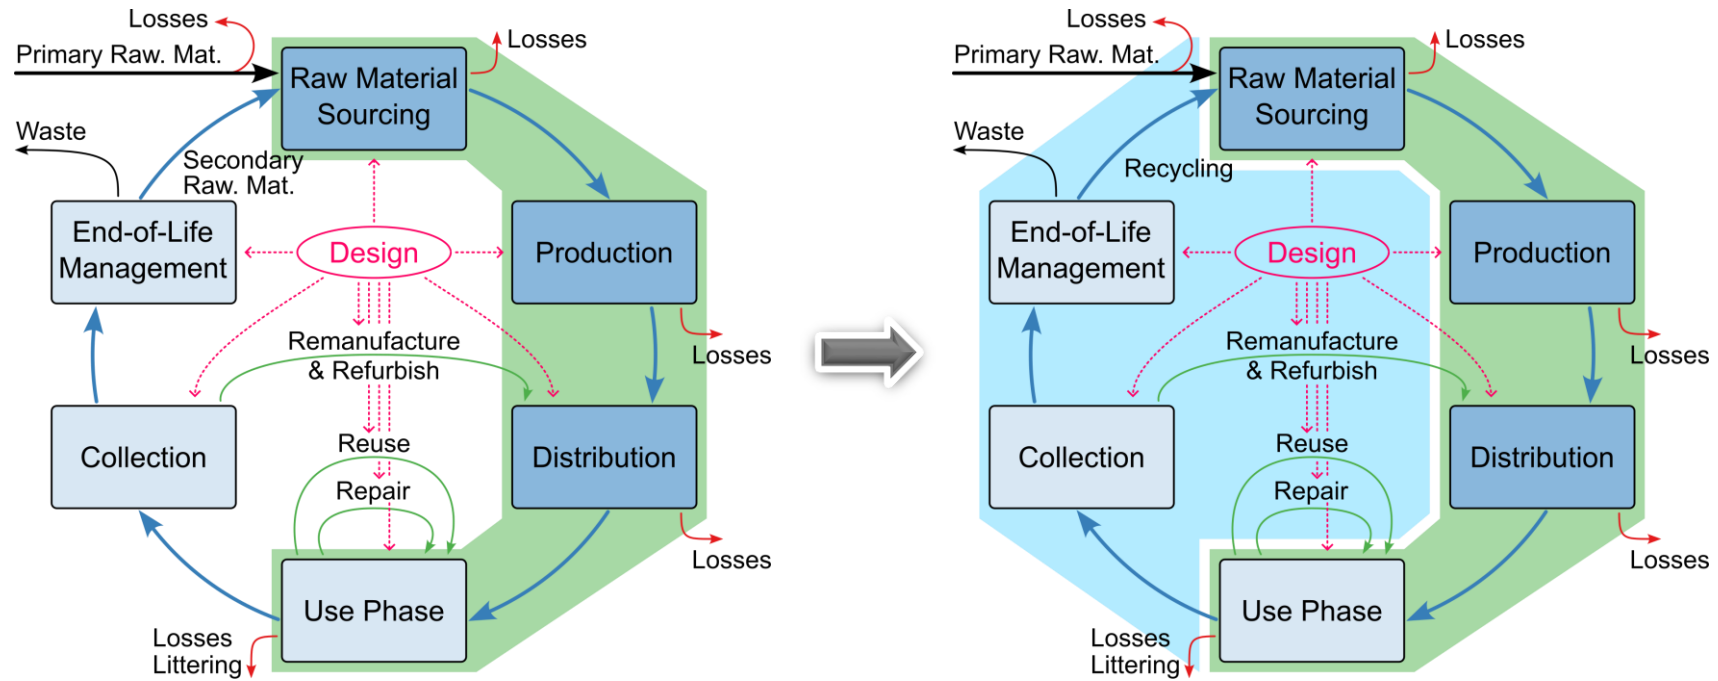 Losses
Primary Raw. Mat.
Losses
Raw Material
Sourcing
Waste
Secondary
Raw. Mat.
End-of-Life
Management
Design
Production
Remanufacture
& Refurbish
Losses
Collection
Reuse
Distribution
Repair
Losses
Use Phase
Losses
Littering
Losses
Primary Raw. Mat.
Losses
Raw Material
Sourcing
Waste
Recycling
End-of-Life
Management
Design
Production
Remanufacture
& Refurbish
Losses
Collection
Reuse
Distribution
Repair
Losses
Use Phase
Losses
Littering